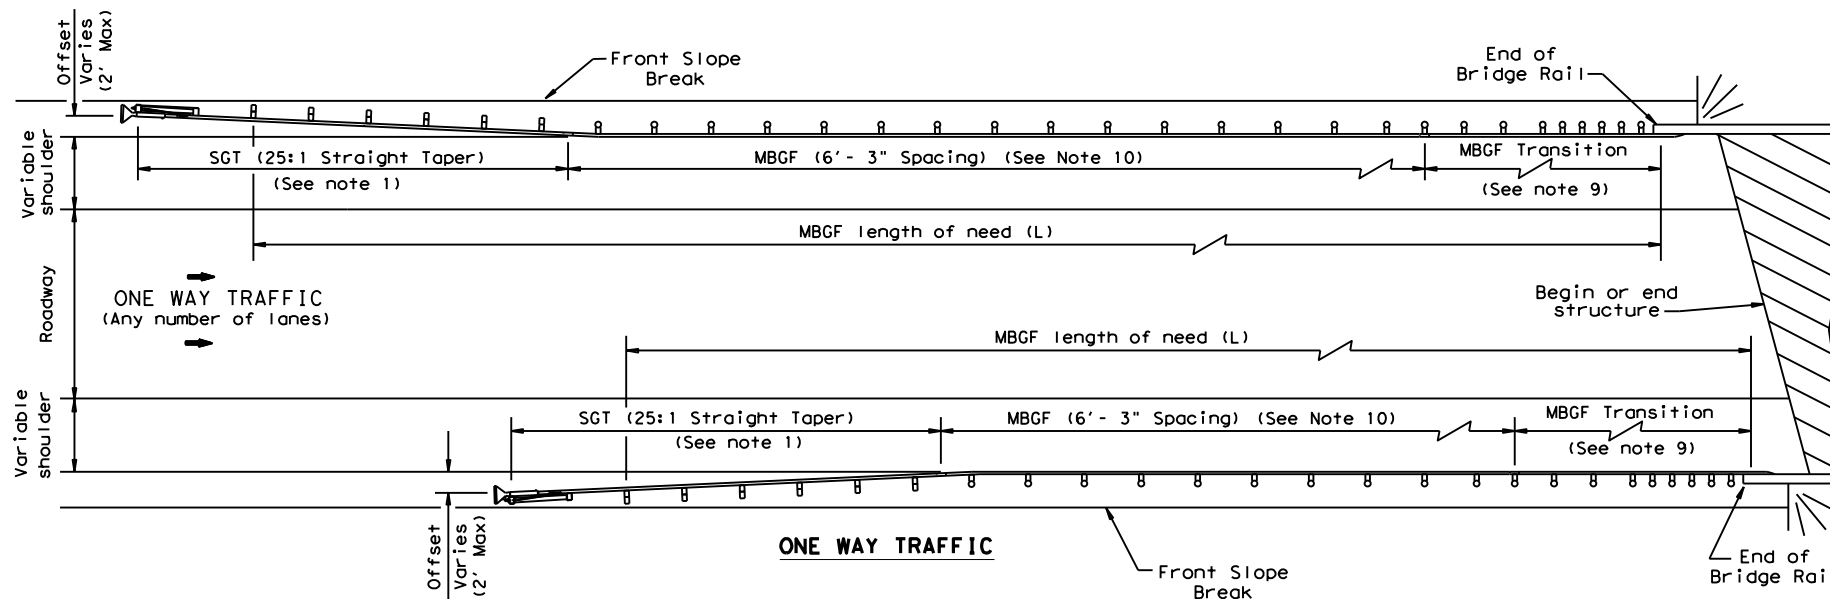 Offset
Varies
(2' Max)
Front Slope
Break
End of
Bridge Rail
Variable
shoulder
SGT (25:1 Straight Taper)
(See note 1)
MBGF (6'- 3" Spacing) (See Note 10)
MBGF Transition
(See note 9)
MBGF length of need (L)
Roadway
ONE WAY TRAFFIC
(Any number of lanes)
Begin or end
structure
MBGF length of need (L)
Variable
shoulder
SGT (25:1 Straight Taper)
(See note 1)
MBGF (6'- 3" Spacing) (See Note 10)
MBGF Transition
(See note 9)
Offset
Varies
(2' Max)
ONE WAY TRAFFIC
Front Slope
Break
End of
Bridge Rai